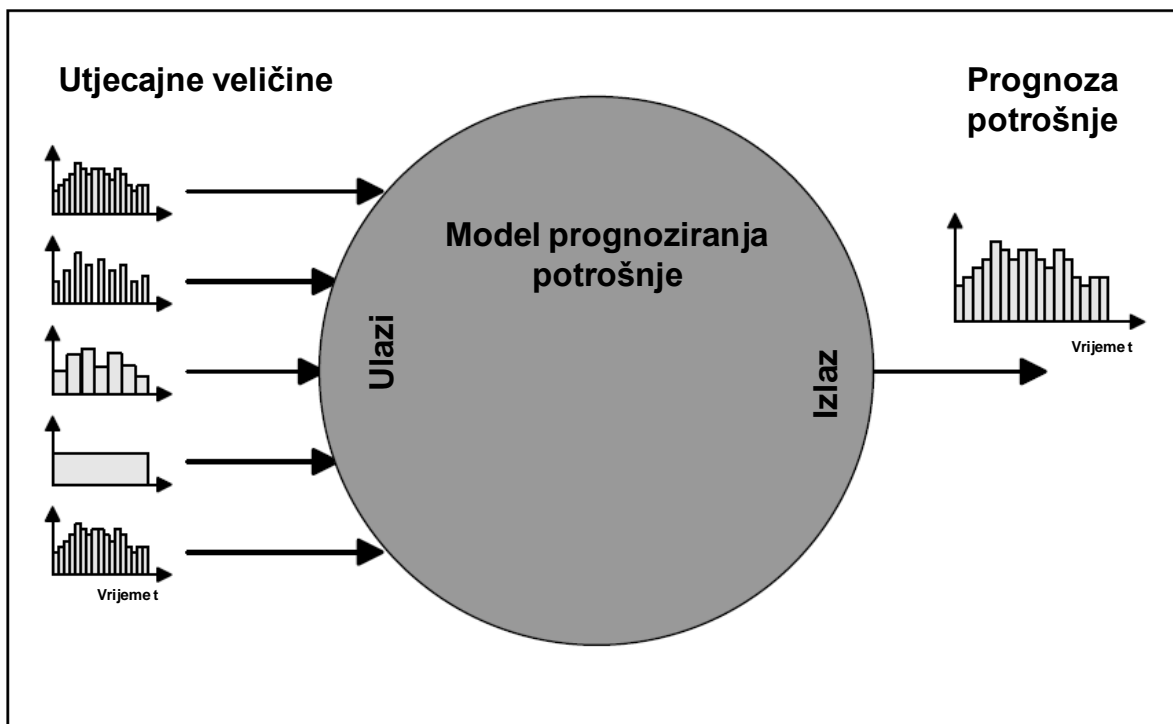 Utjecajne veličine
Prognoza
potrošnje
Model prognoziranja
potrošnje
Ulazi
Izlaz
Vrijeme t
Vrijeme t